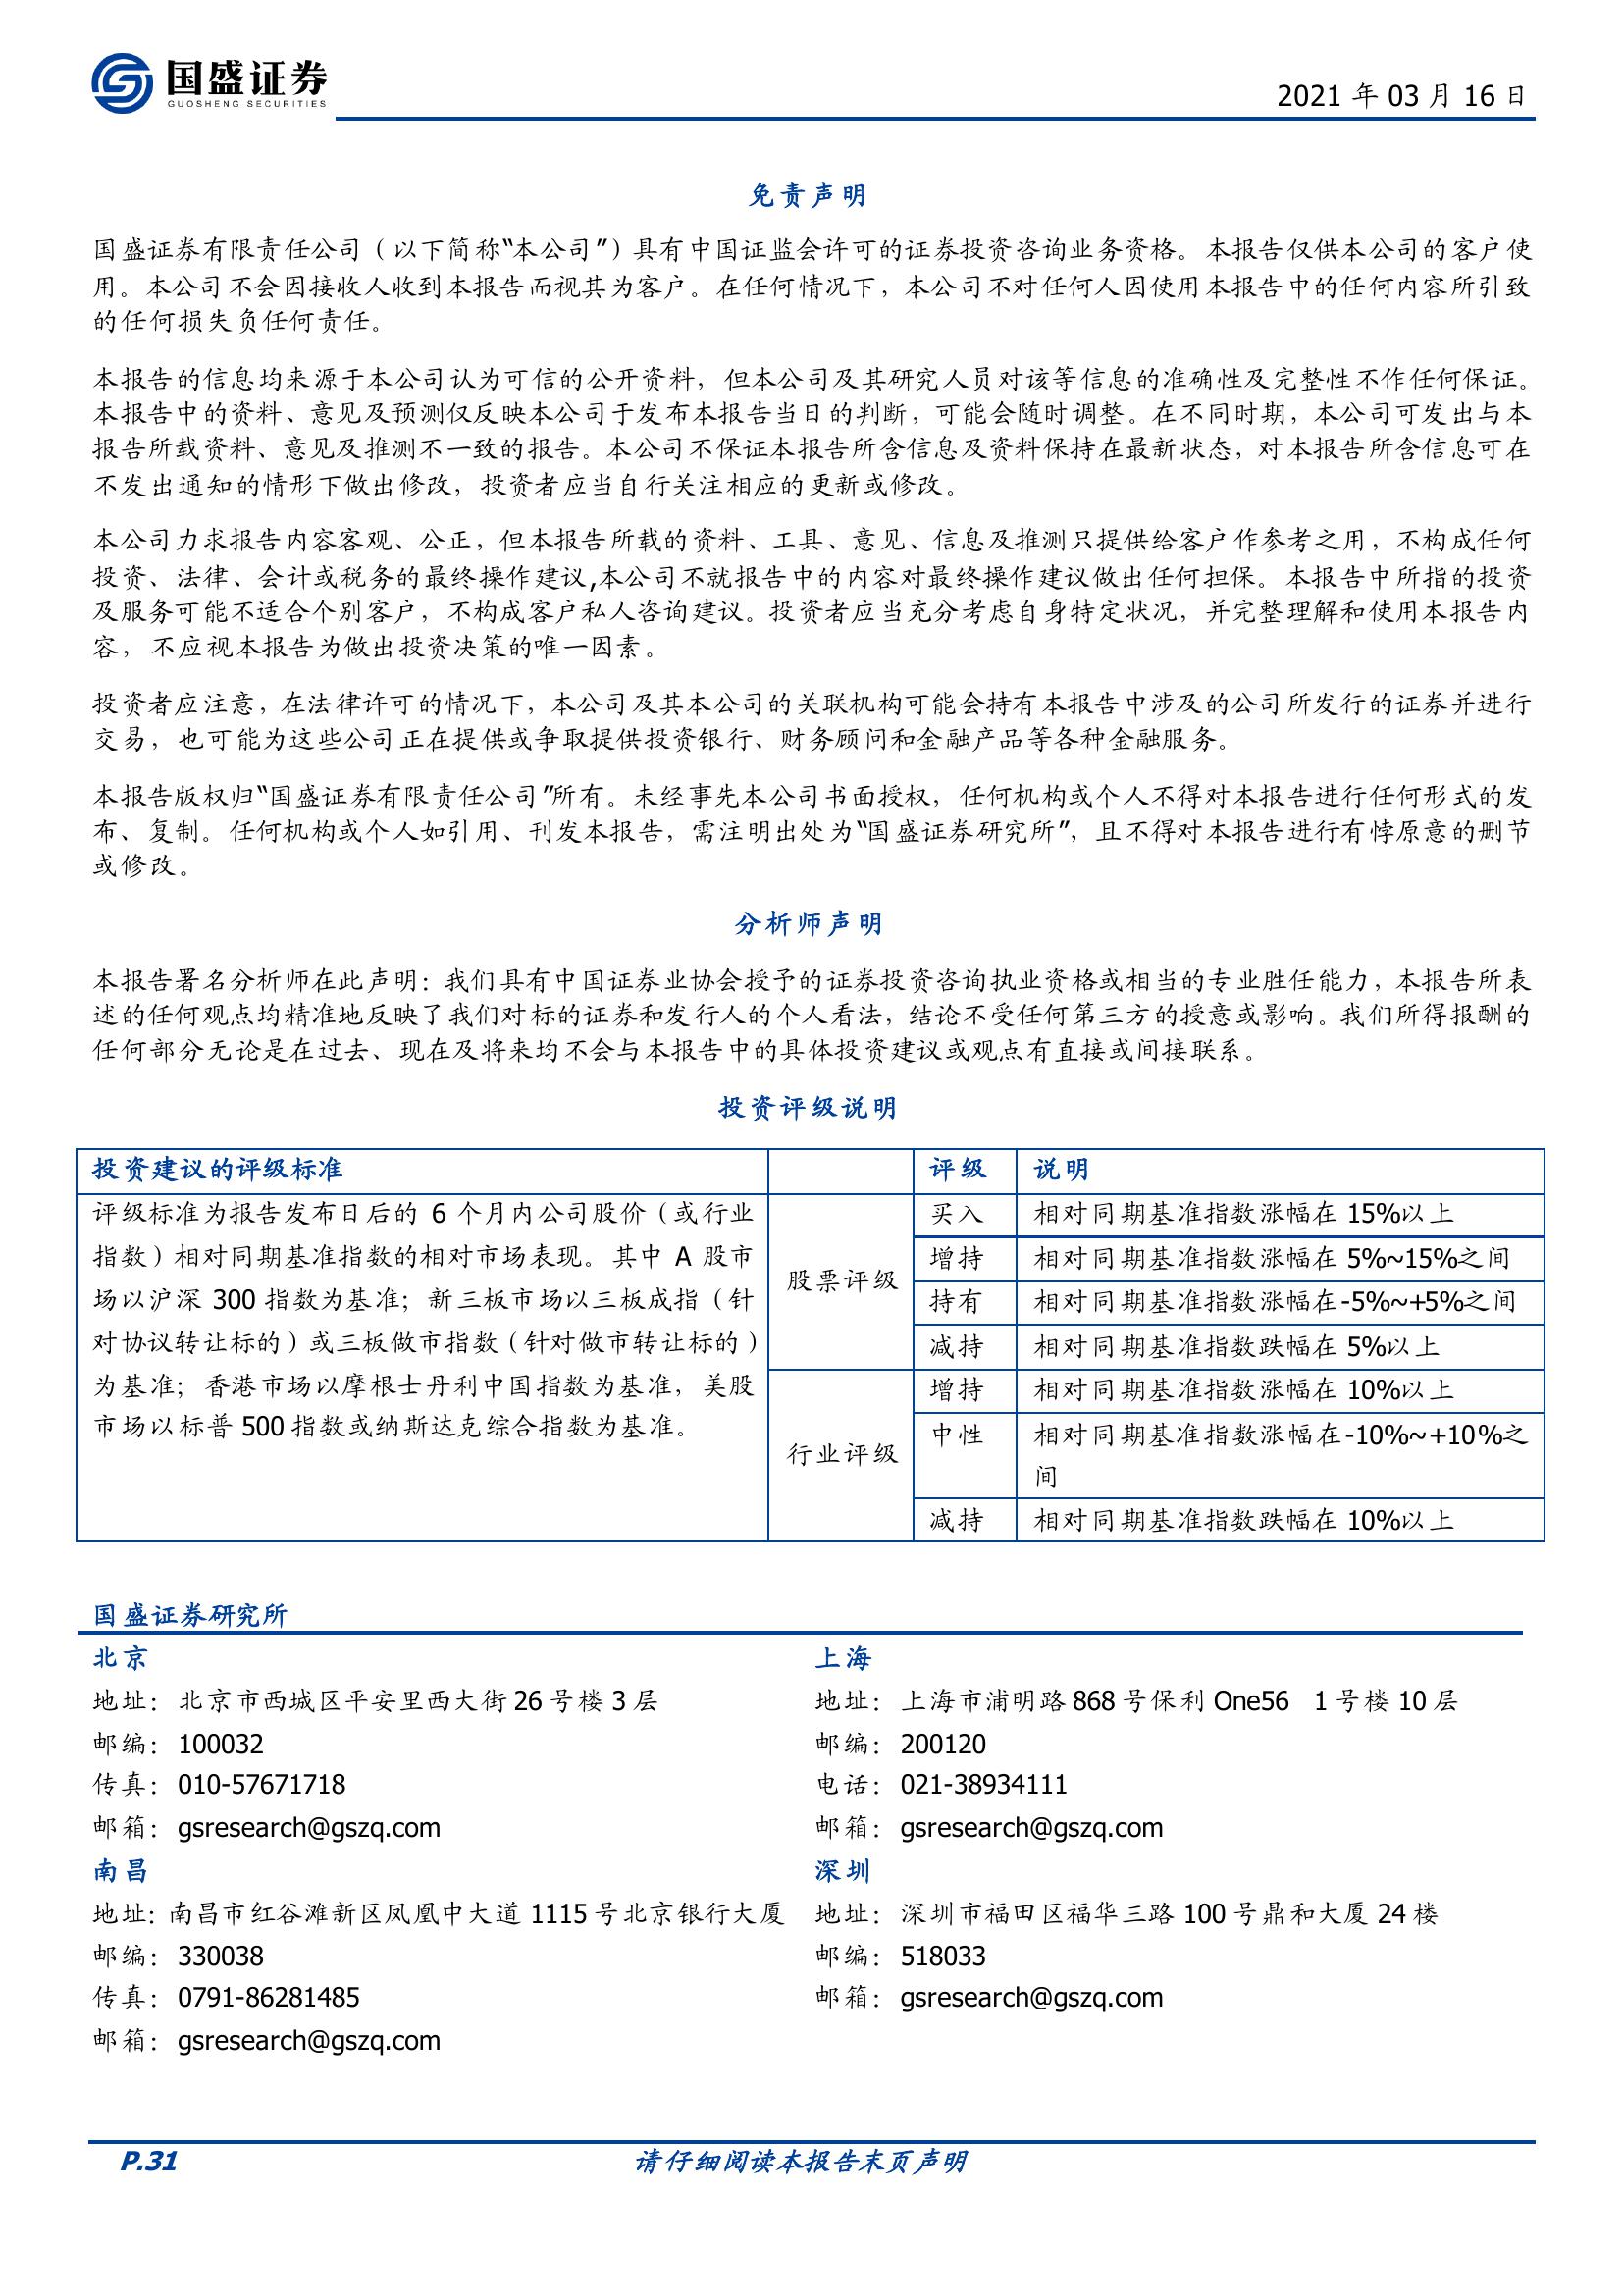 国盛证券
GUOSHENG SECURITIES
2021 年 03 月 16 日
免责声明
国盛证券有限责任公司（以下简称“本公司”）具有中国证监会许可的证券投资咨询业务资格。本报告仅供本公司的客户使
用。本公司不会因接收人收到本报告而视其为客户。在任何情况下，本公司不对任何人因使用本报告中的任何内容所引致
的任何损失负任何责任。
本报告的信息均来源于本公司认为可信的公开资料，但本公司及其研究人员对该等信息的准确性及完整性不作任何保证。
本报告中的资料、意见及预测仅反映本公司于发布本报告当日的判断，可能会随时调整。在不同时期，本公司可发出与本
报告所载资料、意见及推测不一致的报告。本公司不保证本报告所含信息及资料保持在最新状态，对本报告所含信息可在
不发出通知的情形下做出修改，投资者应当自行关注相应的更新或修改。
本公司力求报告内容客观、公正，但本报告所载的资料、工具、意见、信息及推测只提供给客户作参考之用，不构成任何
投资、法律、会计或税务的最终操作建议,本公司不就报告中的内容对最终操作建议做出任何担保。本报告中所指的投资
及服务可能不适合个别客户，不构成客户私人咨询建议。投资者应当充分考虑自身特定状况，并完整理解和使用本报告内
容，不应视本报告为做出投资决策的唯一因素。
投资者应注意，在法律许可的情况下，本公司及其本公司的关联机构可能会持有本报告中涉及的公司所发行的证券并进行
交易，也可能为这些公司正在提供或争取提供投资银行、财务顾问和金融产品等各种金融服务。
本报告版权归“国盛证券有限责任公司”所有。未经事先本公司书面授权，任何机构或个人不得对本报告进行任何形式的发
布、复制。任何机构或个人如引用、刊发本报告，需注明出处为“国盛证券研究所”，且不得对本报告进行有悖原意的删节
或修改。
分析师声明
本报告署名分析师在此声明：我们具有中国证券业协会授予的证券投资咨询执业资格或相当的专业胜任能力，本报告所表
述的任何观点均精准地反映了我们对标的证券和发行人的个人看法，结论不受任何第三方的授意或影响。我们所得报酬的
任何部分无论是在过去、现在及将来均不会与本报告中的具体投资建议或观点有直接或间接联系。
投资评级说明
投资建议的评级标准 评级 说明
评级标准为报告发布日后的 6 个月内公司股价（或行业
指数）相对同期基准指数的相对市场表现。其中 A 股市
场以沪深 300 指数为基准；新三板市场以三板成指（针
对协议转让标的）或三板做市指数（针对做市转让标的）
为基准；香港市场以摩根士丹利中国指数为基准，美股
市场以标普 500 指数或纳斯达克综合指数为基准。
股票评级
买入 相对同期基准指数涨幅在 15%以上
增持 相对同期基准指数涨幅在 5%~15%之间
持有 相对同期基准指数涨幅在-5%~+5%之间
减持 相对同期基准指数跌幅在 5%以上
行业评级
增持 相对同期基准指数涨幅在 10%以上
中性 相对同期基准指数涨幅在-10%~+10%之
间
减持 相对同期基准指数跌幅在 10%以上
国盛证券研究所
北京
地址：北京市西城区平安里西大街 26 号楼 3 层
邮编：100032
传真：010-57671718
邮箱：gsresearch@gszq.com
上海
地址：上海市浦明路 868 号保利 One56 1 号楼 10 层
邮编：200120
电话：021-38934111
邮箱：gsresearch@gszq.com
南昌
地址：南昌市红谷滩新区凤凰中大道 1115 号北京银行大厦
邮编：330038
传真：0791-86281485
邮箱：gsresearch@gszq.com
深圳
地址：深圳市福田区福华三路 100 号鼎和大厦 24 楼
邮编：518033
邮箱：gsresearch@gszq.com
P.31
请仔细阅读本报告末页声明